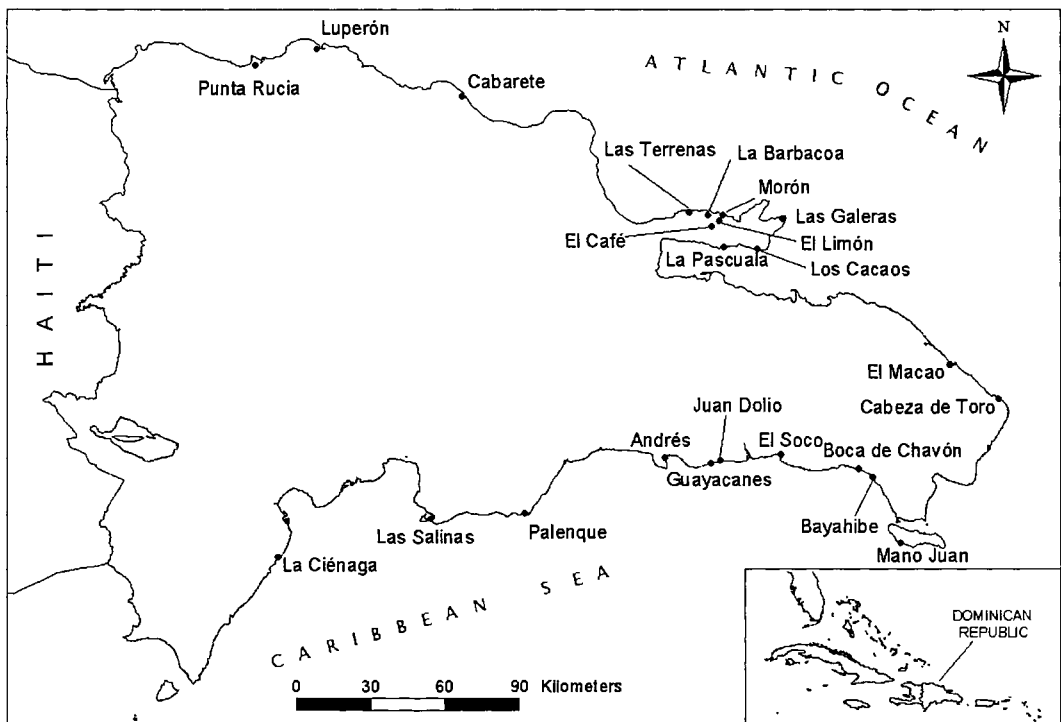 Luperón
N
ATLANTIC OCEAN
Punta Rucia
Cabarete
Las Terrenas
La Barbacoa
Morón
Las Galeras
El Café
El Limón
La Pascuala
Los Cacaos
HAITI
El Macao
Cabeza de Toro
Juan Dolio
Andrés
El Soco
Boca de Chavón
Guayacanes
Las Salinas
Palenque
Bayahibe
Mano Juan
La Ciénaga
CARIBBEAN SEA
DOMINICAN
REPUBLIC
0 30 60 90 Kilometers